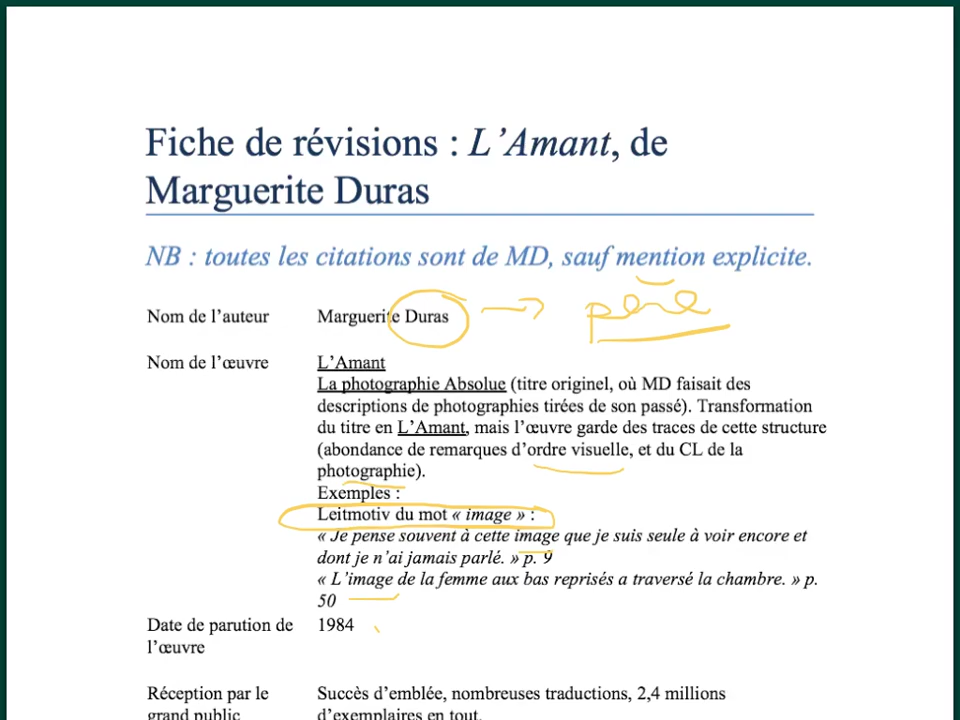 Fiche de révisions : L’Amant, de
Marguerite Duras
NB : toutes les citations sont de MD, sauf mention explicite.
Nom de l’auteur Marguerite Duras → père
Nom de l’œuvre L’Amant
La photographie Absolue (titre originel, où MD faisait des
descriptions de photographies tirées de son passé). Transformation
du titre en L’Amant, mais l’œuvre garde des traces de cette structure
(abondance de remarques d’ordre visuelle, et du CL de la
photographie).
Exemples :
Leitmotiv du mot « image » :
« Je pense souvent à cette image que je suis seule à voir encore et
dont je n’ai jamais parlé. » p. 9
« L’image de la femme aux bas reprisés a traversé la chambre. » p.
50
Date de parution de 1984
l’œuvre
Réception par le Succès d’emblée, nombreuses traductions, 2,4 millions
grand public d’exemplaires en tout.